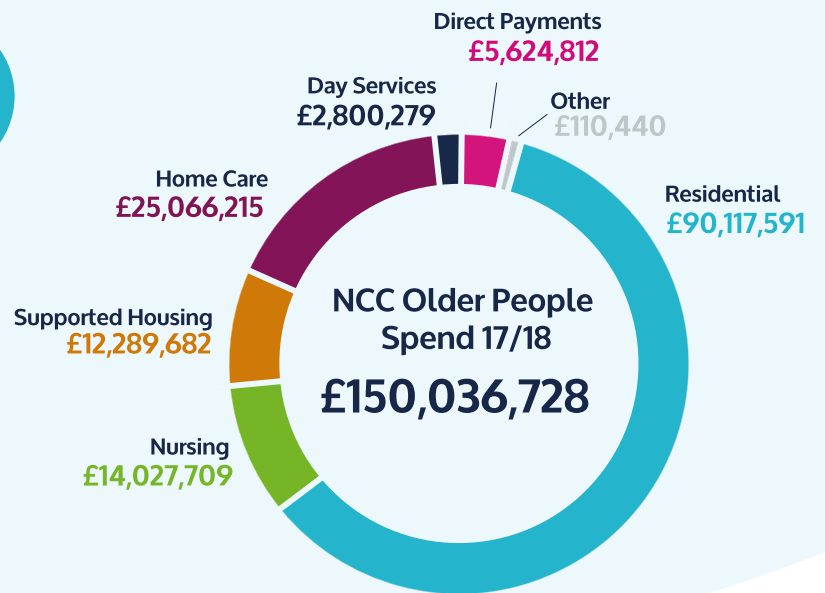 Direct Payments
£5,624,812
Day Services
£2,800,279
Other
£110,440
Home Care
£25,066,215
Residential
£90,117,591
NCC Older People
Spend 17/18
£150,036,728
Supported Housing
£12,289,682
Nursing
£14,027,709